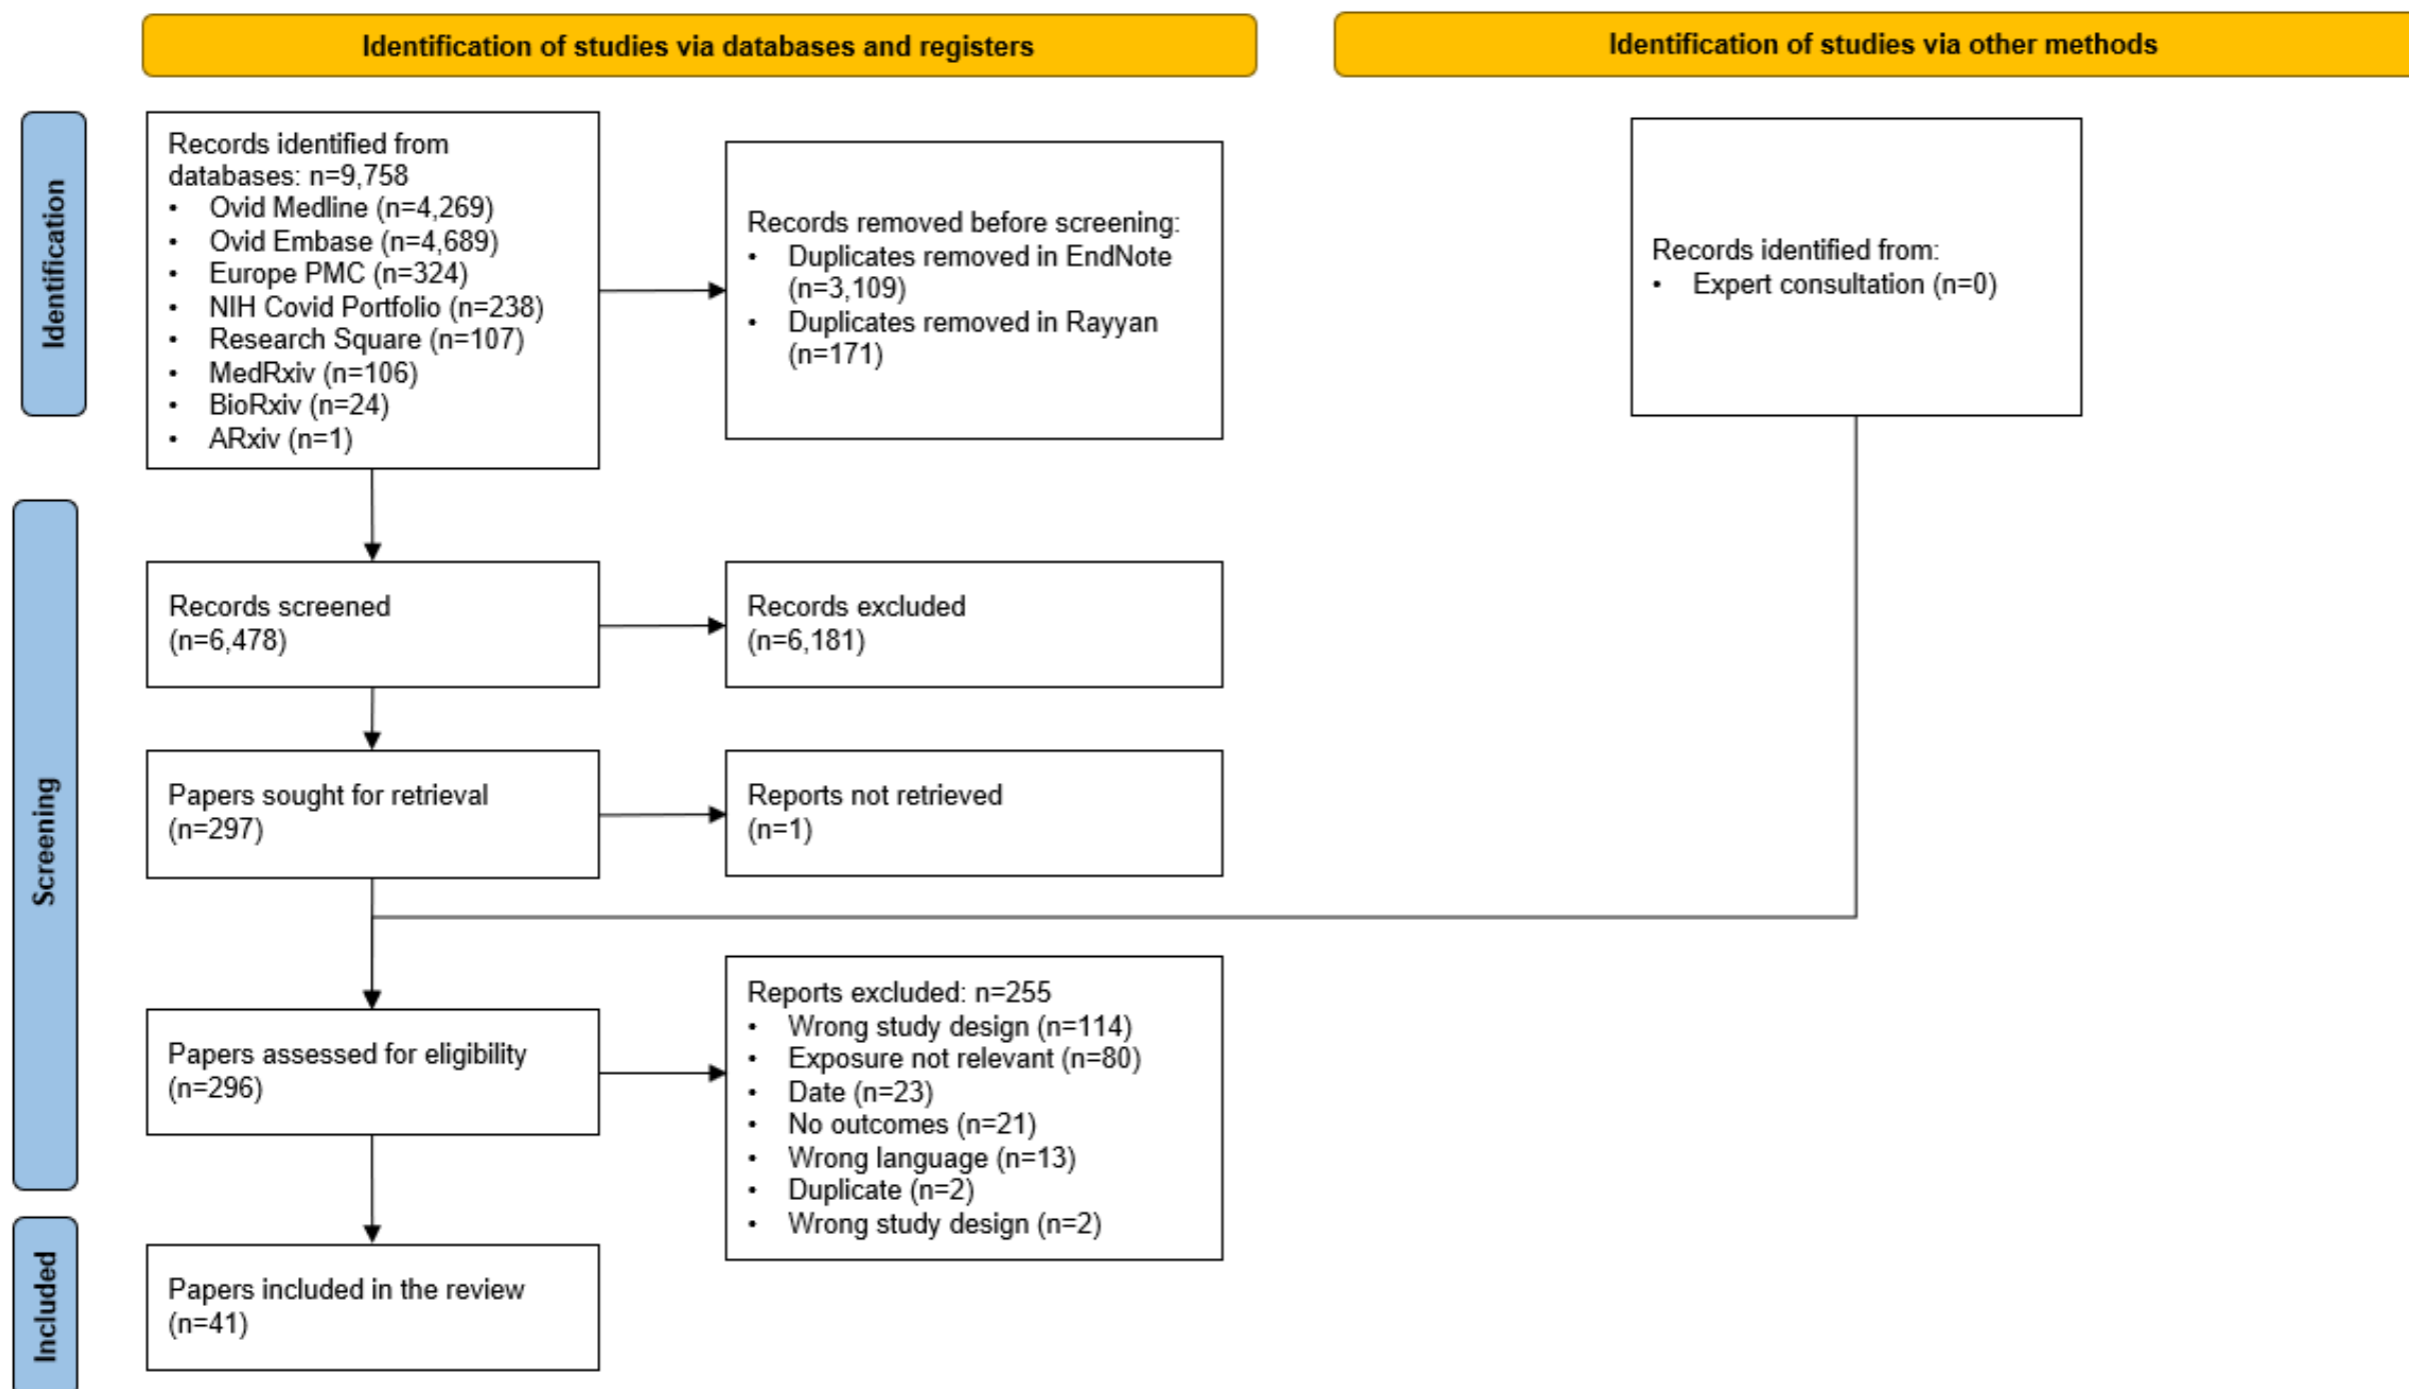 Identification of studies via databases and registers
Identification of studies via other methods
Identification
Records identified from
databases: n=9,758
• Ovid Medline (n=4,269)
• Ovid Embase (n=4,689)
• Europe PMC (n=324)
• NIH Covid Portfolio (n=238)
• Research Square (n=107)
• MedRxiv (n=106)
• BioRxiv (n=24)
• ARxiv (n=1)
Records removed before screening:
• Duplicates removed in EndNote
(n=3,109)
• Duplicates removed in Rayyan
(n=171)
Records identified from:
• Expert consultation (n=0)
Screening
Records screened
(n=6,478)
Records excluded
(n=6,181)
Papers sought for retrieval
(n=297)
Reports not retrieved
(n=1)
Papers assessed for eligibility
(n=296)
Reports excluded: n=255
• Wrong study design (n=114)
• Exposure not relevant (n=80)
• Date (n=23)
• No outcomes (n=21)
• Wrong language (n=13)
• Duplicate (n=2)
• Wrong study design (n=2)
Included
Papers included in the review
(n=41)